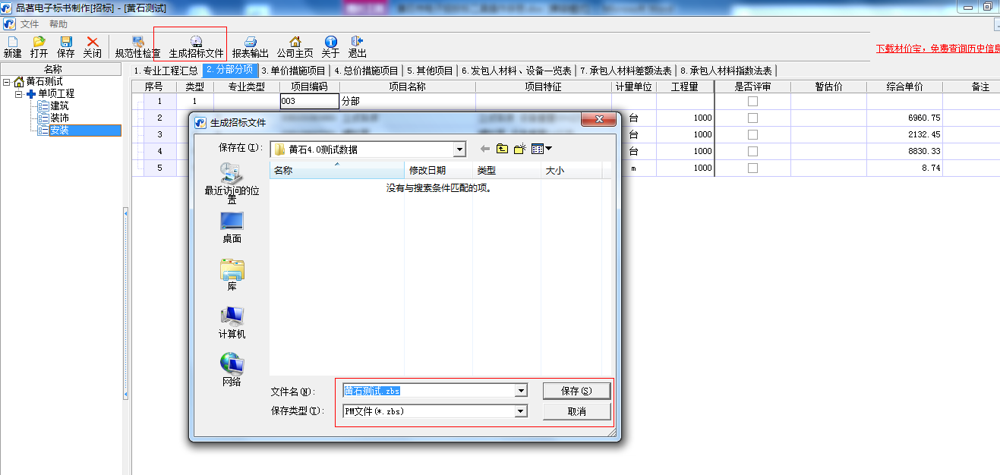 品茗电子标书制作[招标] - [黄石测试]
文件 帮助
新建 打开 保存 关闭 规范性检查 生成招标文件 报表输出 公司主页 关于 退出
下载材价宝，免费查询历史信息
名称
黄石测试
单项工程
建筑
装饰
安装
1.专业工程汇总 2.分部分项 3.单价措施项目 4.总价措施项目 5.其他项目 6.发包人材料、设备一览表 7.承包人材料差额法表 8.承包人材料指数法表
序号 类型 专业类型 项目编码 项目名称 项目特征 计量单位 工程量 是否评审 暂估价 综合单价 备注
1 1 003 分部
2 台 1000 6960.75
3 台 1000 2132.45
4 台 1000 8830.33
5 m 1000 8.74
生成招标文件
保存在(I): 黄石4.0测试数据
名称 修改日期 类型 大小
没有与搜索条件匹配的项。
最近访问的位
置
桌面
库
计算机
网络
文件名(N): 黄石测试.zbs 保存(S)
保存类型(T): PM文件(*.zbs) 取消